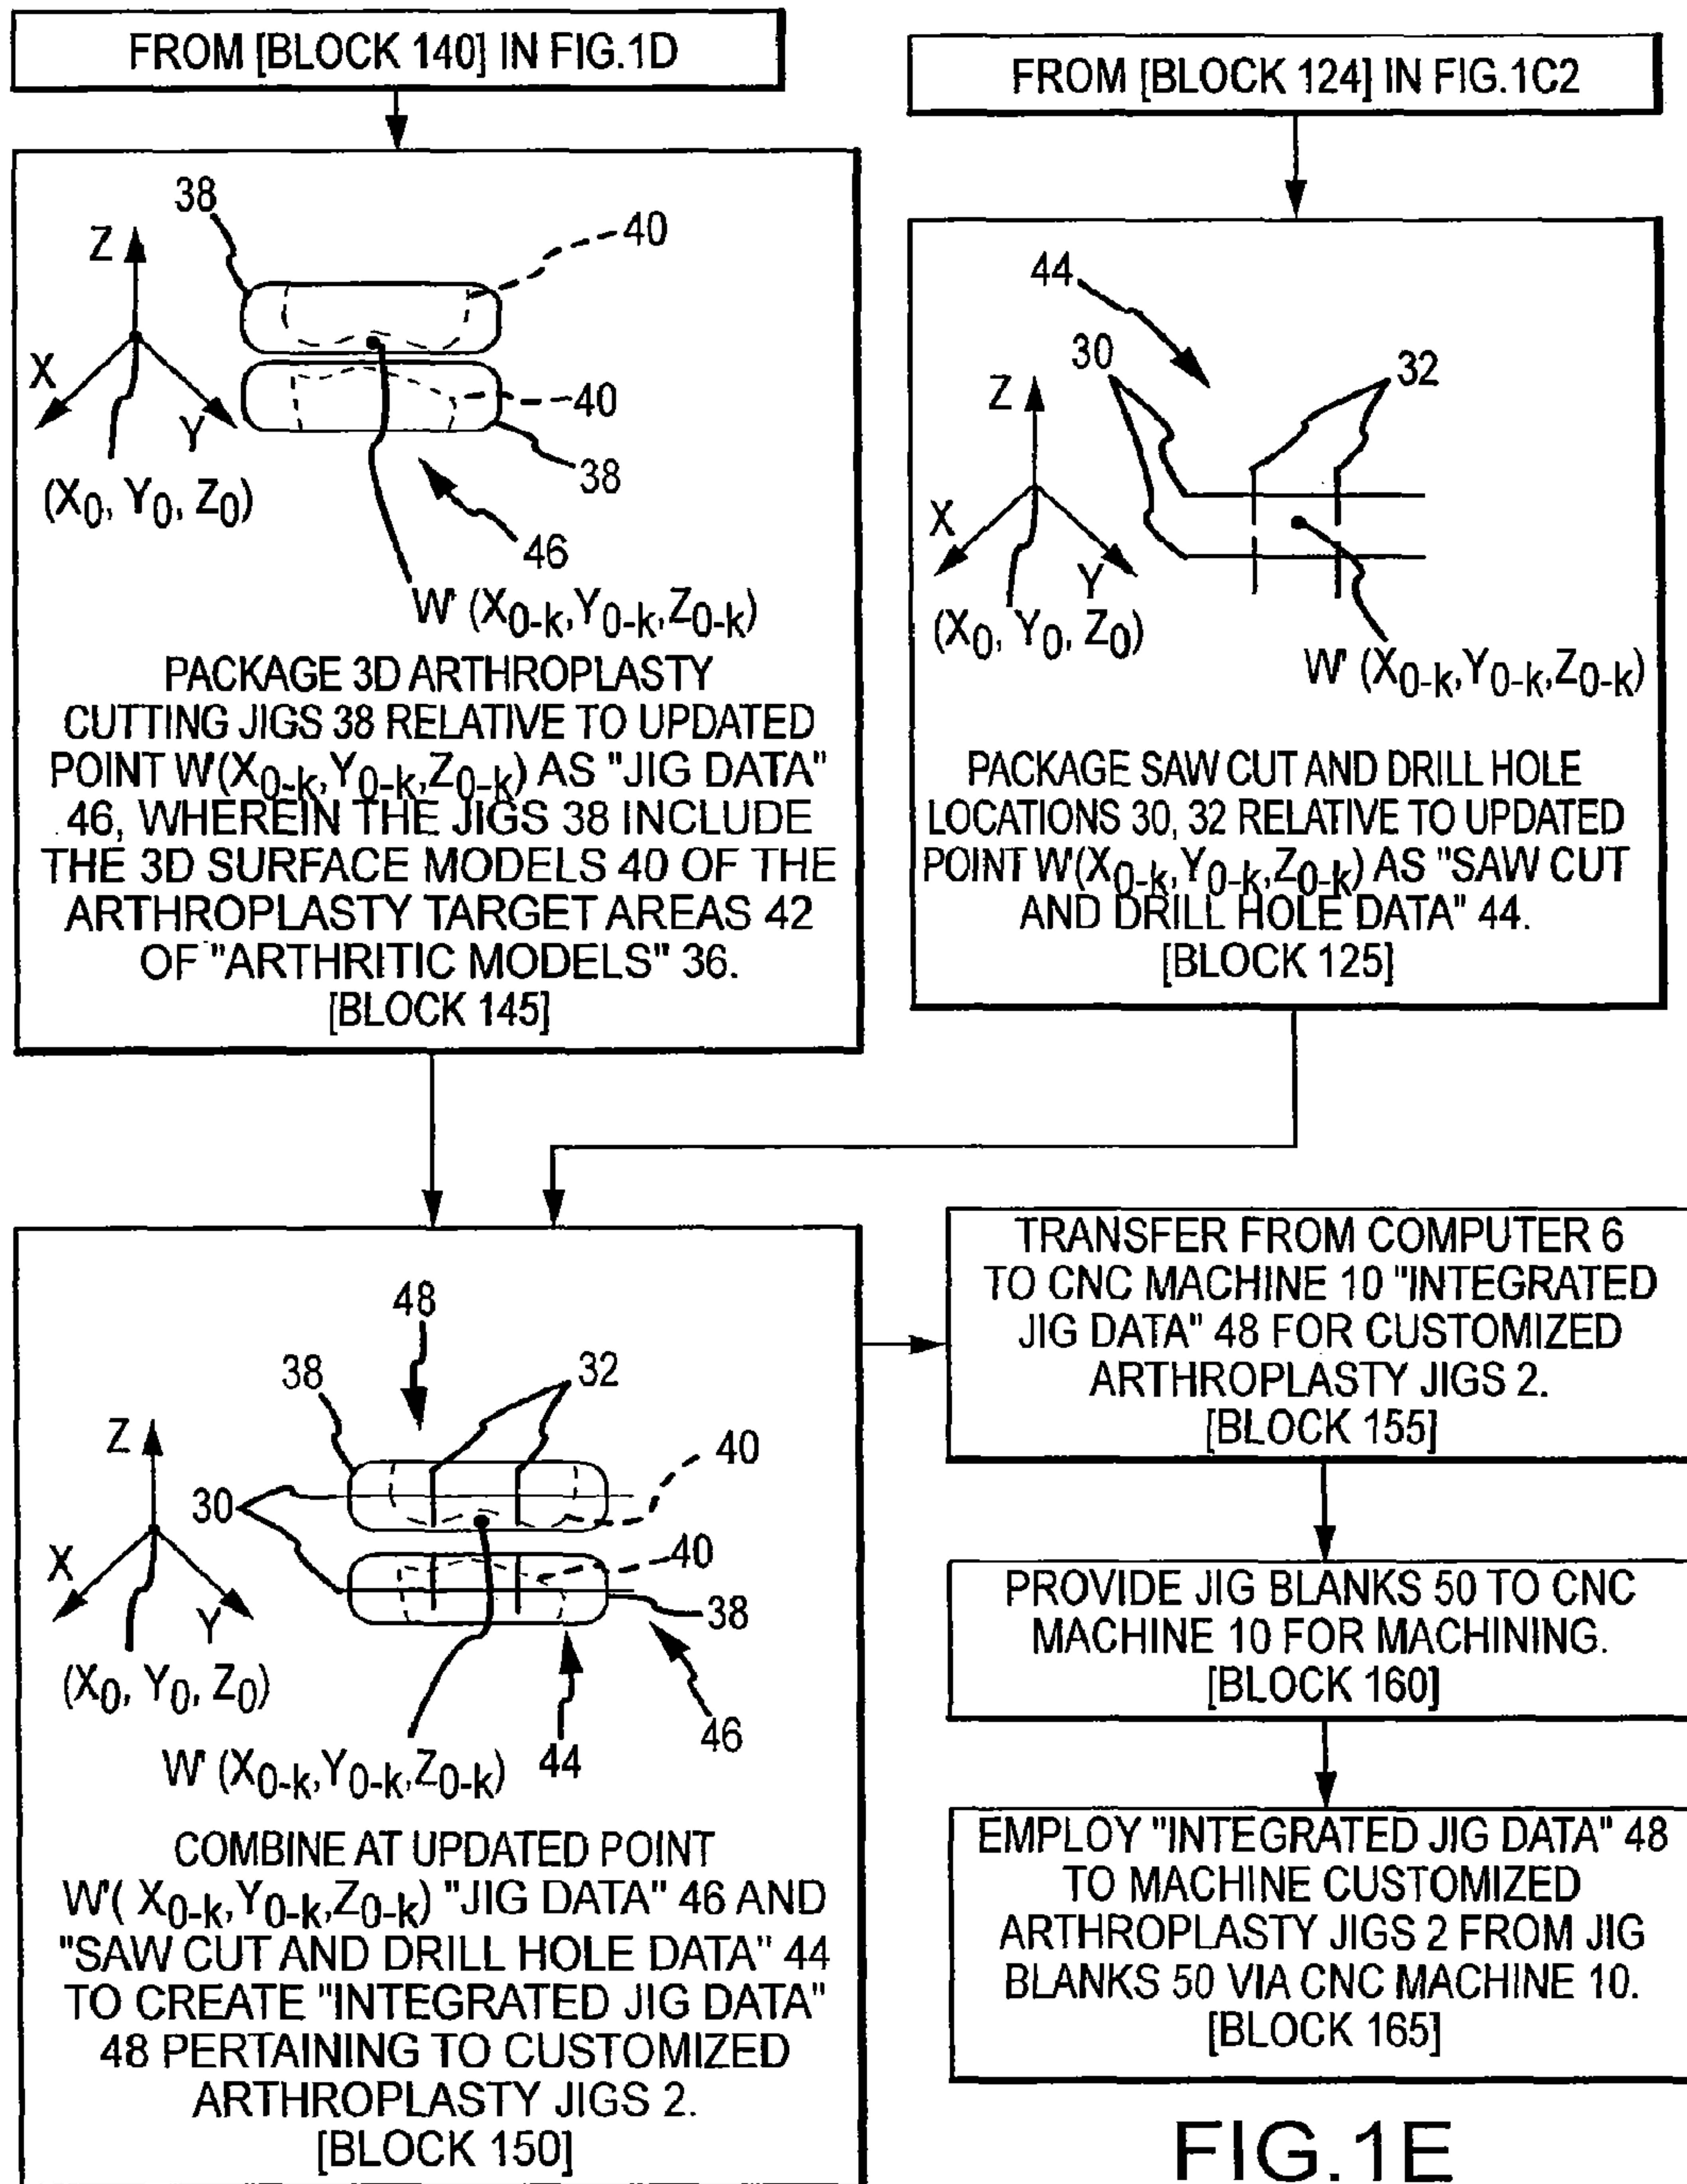 FROM [BLOCK 140] IN FIG.1D
38
40
Z
X
Y
40
38
(X0, Y0, Z0)
46
W' (X0-k,Y0-k,Z0-k)
PACKAGE 3D ARTHROPLASTY
CUTTING JIGS 38 RELATIVE TO UPDATED
POINT W'(X0-k,Y0-k,Z0-k) AS "JIG DATA"
46, WHEREIN THE JIGS 38 INCLUDE
THE 3D SURFACE MODELS 40 OF THE
ARTHROPLASTY TARGET AREAS 42
OF "ARTHRITIC MODELS" 36.
[BLOCK 145]
FROM [BLOCK 124] IN FIG.1C2
44
30
32
Z
X
Y
(X0, Y0, Z0)
W' (X0-k,Y0-k,Z0-k)
PACKAGE SAW CUT AND DRILL HOLE
LOCATIONS 30, 32 RELATIVE TO UPDATED
POINT W'(X0-k,Y0-k,Z0-k) AS "SAW CUT
AND DRILL HOLE DATA" 44.
[BLOCK 125]
48
38
32
Z
40
30
X
Y
40
38
(X0, Y0, Z0)
46
W' (X0-k,Y0-k,Z0-k)
44
COMBINE AT UPDATED POINT
W'( X0-k,Y0-k,Z0-k) "JIG DATA" 46 AND
"SAW CUT AND DRILL HOLE DATA" 44
TO CREATE "INTEGRATED JIG DATA"
48 PERTAINING TO CUSTOMIZED
ARTHROPLASTY JIGS 2.
[BLOCK 150]
TRANSFER FROM COMPUTER 6
TO CNC MACHINE 10 "INTEGRATED
JIG DATA" 48 FOR CUSTOMIZED
ARTHROPLASTY JIGS 2.
[BLOCK 155]
PROVIDE JIG BLANKS 50 TO CNC
MACHINE 10 FOR MACHINING.
[BLOCK 160]
EMPLOY "INTEGRATED JIG DATA" 48
TO MACHINE CUSTOMIZED
ARTHROPLASTY JIGS 2 FROM JIG
BLANKS 50 VIA CNC MACHINE 10.
[BLOCK 165]
FIG.1E